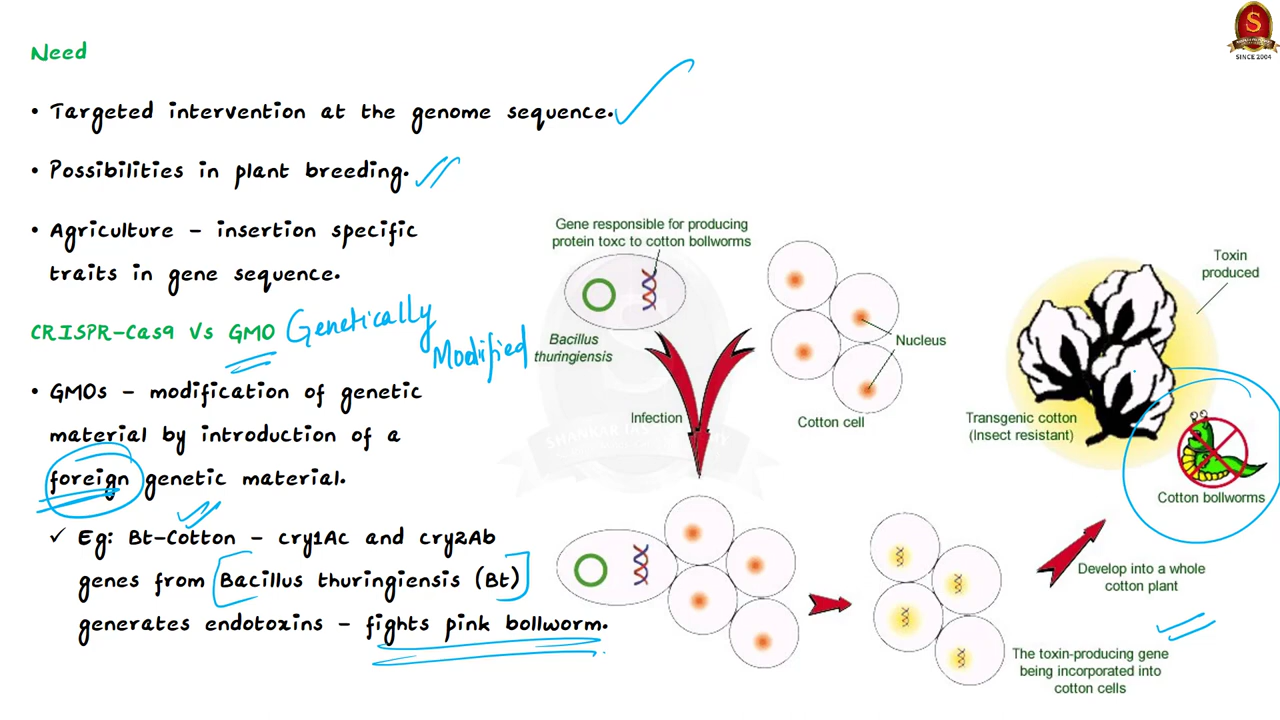 Need
• Targeted intervention at the genome sequence.
• Possibilities in plant breeding.
• Agriculture - insertion specific
traits in gene sequence.
CRISPR-Cas9 Vs GMO Genetically
Modified
• GMOs - modification of genetic
material by introduction of a
foreign genetic material.
✓ Eg: Bt-Cotton - cry1Ac and cry2Ab
genes from Bacillus thuringiensis (Bt)
generates endotoxins - fights pink bollworm.
Gene responsible for producing
protein toxc to cotton bollworms
Bacillus
thuringiensis
Nucleus
Infection
Cotton cell
Toxin
produced
Transgenic cotton
(Insect resistant)
Cotton bollworms
Develop into a whole
cotton plant
The toxin-producing gene
being incorporated into
cotton cells
S
SINCE 2004